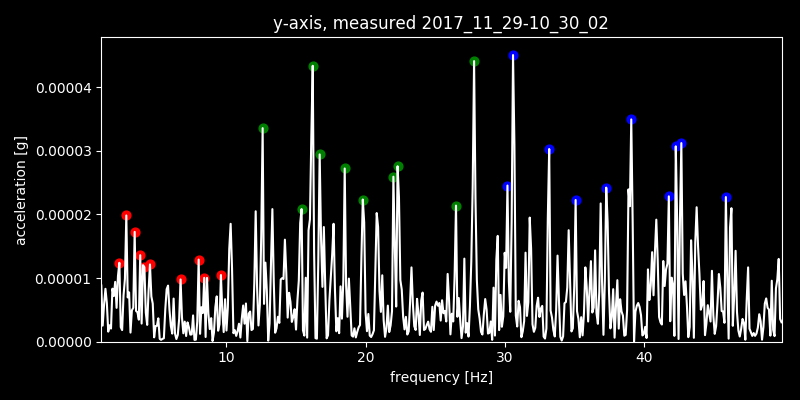 y-axis, measured 2017_11_29-10_30_02
acceleration [g]
0.00004
0.00003
0.00002
0.00001
0.00000
10 20 30 40
frequency [Hz]